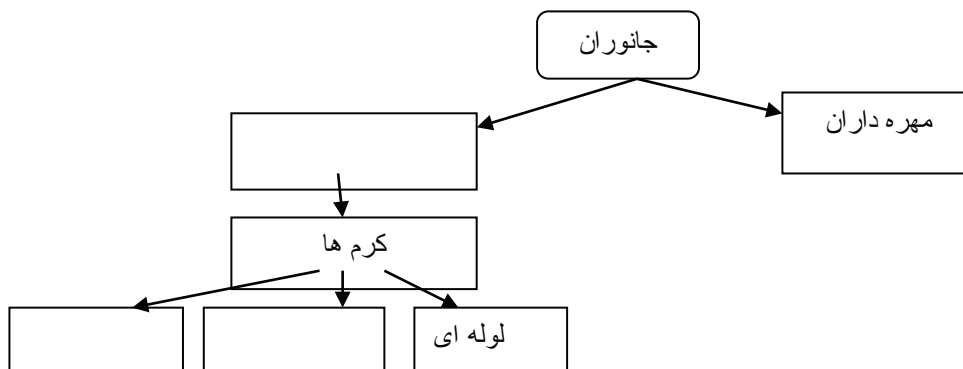 جانوران
مهره داران
کرم ها
لوله ای